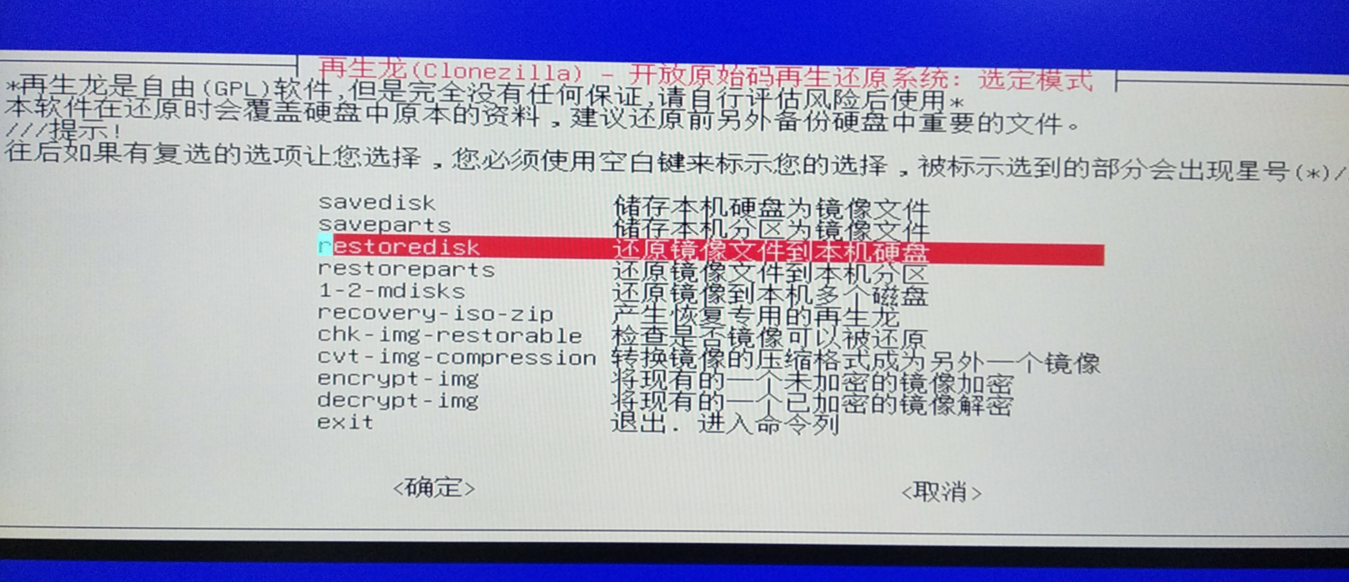 再生龙(Clonezilla) - 开放原始码再生还原系统: 选定模式
*再生龙是自由(GPL)软件,但是完全没有任何保证,请自行评估风险后使用*
本软件在还原时会覆盖硬盘中原本的资料，建议还原前另外备份硬盘中重要的文件。
///提示!
往后如果有复选的选项让您选择，您必须使用空白键来标示您的选择，被标示选到的部分会出现星号(*)/
savedisk 储存本机硬盘为镜像文件
saveparts 储存本机分区为镜像文件
restoredisk 还原镜像文件到本机硬盘
restoreparts 还原镜像文件到本机分区
1-2-mdisks 还原镜像到本机多个磁盘
recovery-iso-zip 产生恢复专用的再生龙
chk-img-restorable 检查是否镜像可以被还原
cvt-img-compression 转换镜像的压缩格式成为另外一个镜像
encrypt-img 将现有的一个未加密的镜像加密
decrypt-img 将现有的一个已加密的镜像解密
exit 退出. 进入命令列
<确定> <取消>